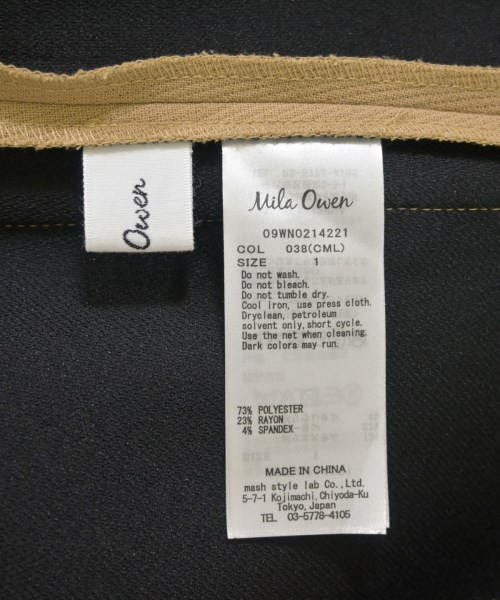 Owen
Mila Owen
09WN0214221
COL 038(CML)
SIZE 1
Do not wash.
Do not bleach.
Do not tumble dry.
Cool iron, use press cloth.
Dryclean, petroleum
solvent only, short cycle.
Use the net when cleaning.
Dark colors may run.
73% POLYESTER
23% RAYON
4% SPANDEX
MADE IN CHINA
mash style lab Co.,Ltd.
5-7-1 Kojimachi, Chiyoda-Ku
Tokyo, Japan
TEL 03-5778-4105